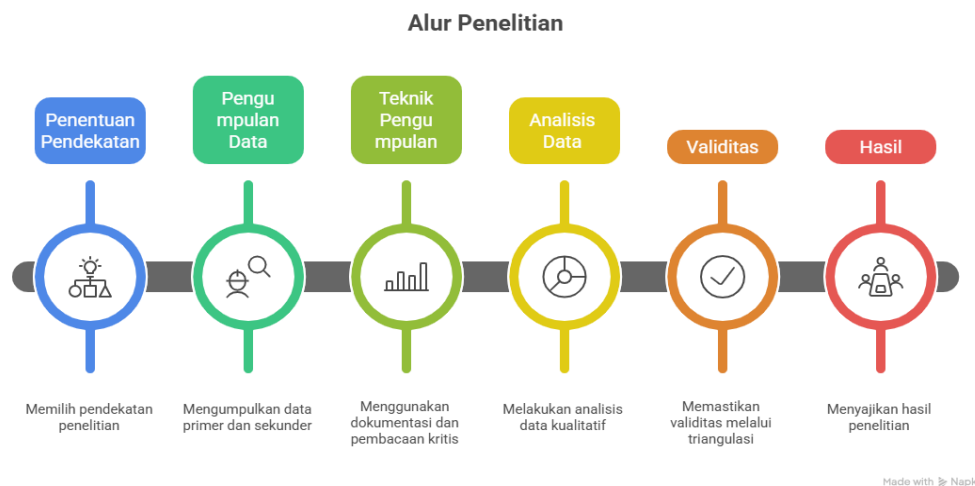 Alur Penelitian
Penentuan
Pendekatan
Pengu
mpulan
Data
Teknik
Pengu
mpulan
Analisis
Data
Validitas
Hasil
Memilih pendekatan
penelitian
Mengumpulkan data
primer dan sekunder
Menggunakan
dokumentasi dan
pembacaan kritis
Melakukan analisis
data kualitatif
Memastikan
validitas melalui
triangulasi
Menyajikan hasil
penelitian
Made with Napk